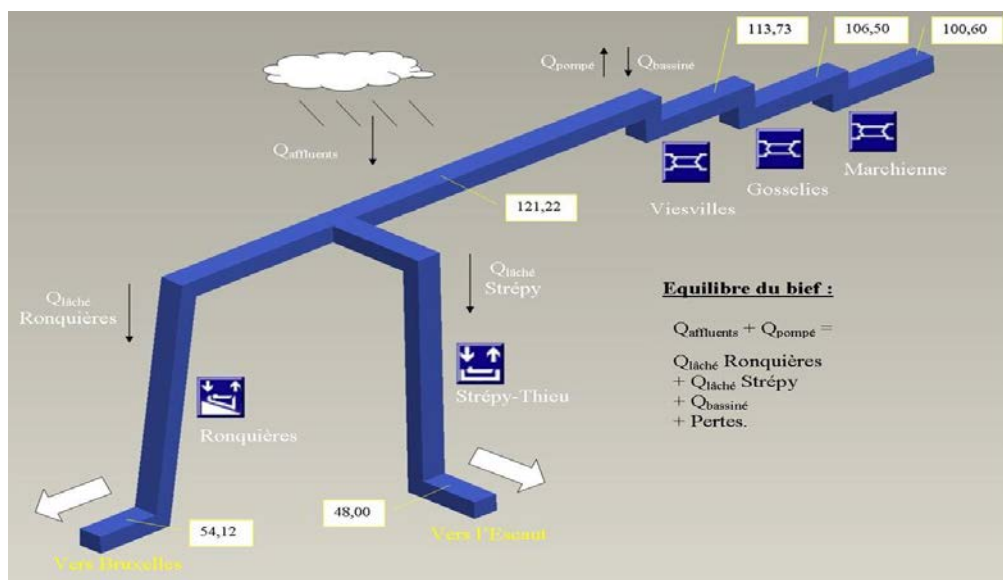 113,73
106,50
100,60
Qpompé
Qbassiné
Qaffluents
Marchienne
Gosselies
Viesvilles
121,22
Qlâché
Strépy
Qlâché
Ronquières
Equilibre du bief :
Qaffluents + Qpompé =
Qlâché Ronquières
+ Qlâché Strépy
+ Qbassiné
+ Pertes.
Strépy-Thieu
Ronquières
48,00
54,12
Vers l'Escaut
Vers Bruxelles